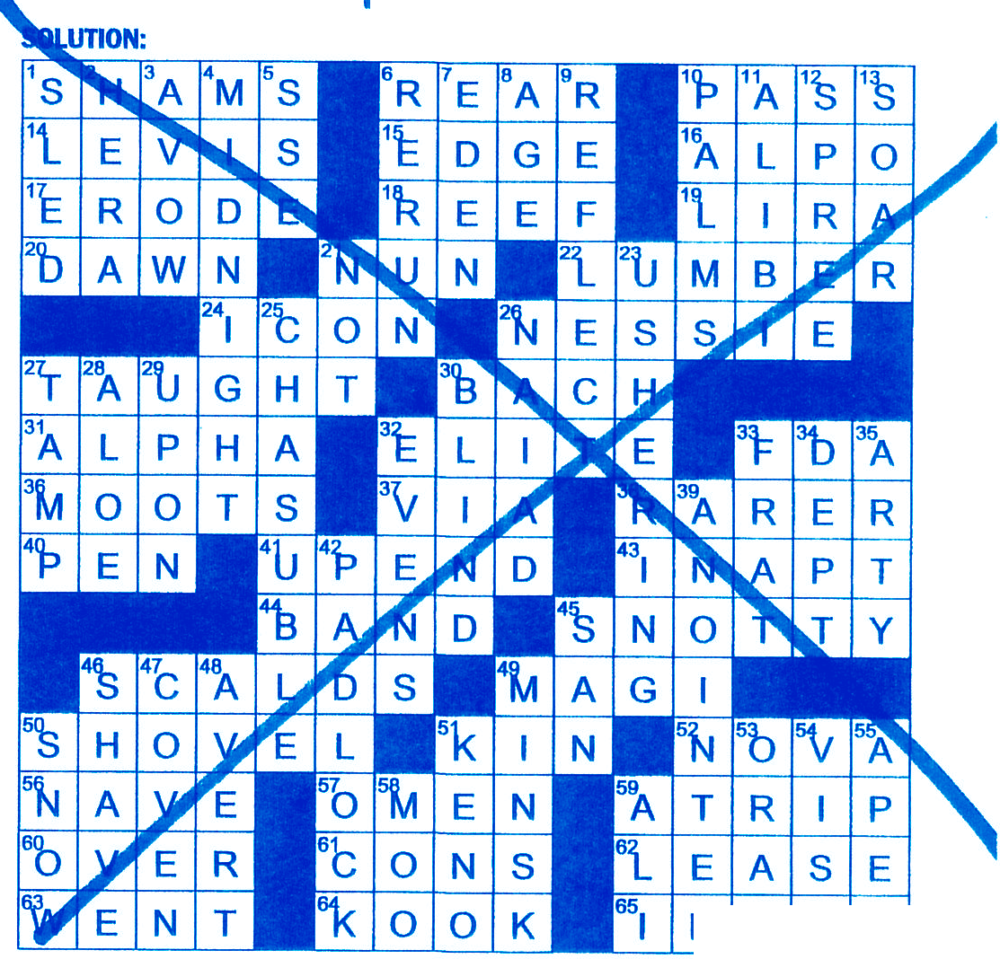 SOLUTION:
1 S 2 H 3 A 4 M 5 S 6 R 7 E 8 A 9 R 10 P 11 A 12 S 13 S
14 L E V I S 15 E D G E 16 A L P O
17 E R O D E 18 R E E F 19 L I R A
20 D A W N 21 N U N 22 L 23 U M B E R
24 I 25 C O N 26 N E S S I E
27 T 28 A 29 U G H T 30 B A C H
31 A L P H A 32 E L I T E 33 F 34 D 35 A
36 M O O T S 37 V I A 38 R 39 A R E R
40 P E N 41 U 42 P E N D 43 I N A P T
44 B A N D 45 S N O T T Y
46 S 47 C 48 A L D S 49 M A G I
50 S H O V E L 51 K I N 52 N 53 O 54 V 55 A
56 N A V E 57 O 58 M E N 59 A T R I P
60 O V E R 61 C O N S 62 L E A S E
63 W E N T 64 K O O K 65 I